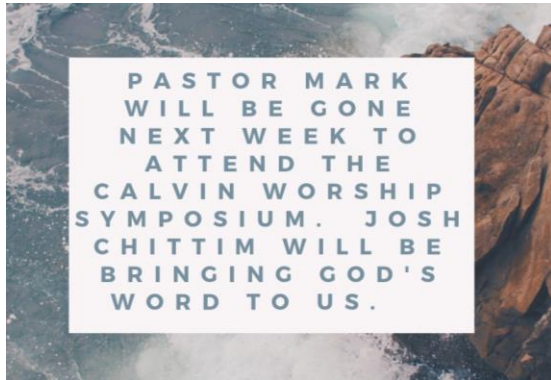 PASTOR MARK
WILL BE GONE
NEXT WEEK TO
ATTEND THE
CALVIN WORSHIP
SYMPOSIUM. JOSH
CHITTIM WILL BE
BRINGING GOD'S
WORD TO US.